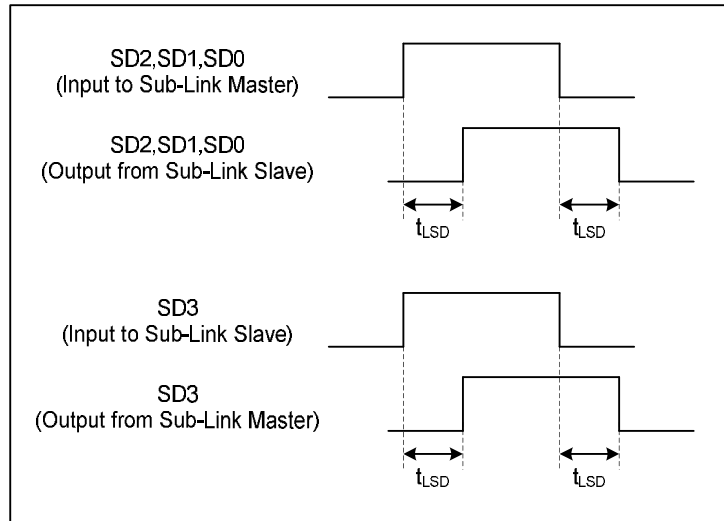 SD2,SD1,SD0
(Input to Sub-Link Master)
SD2,SD1,SD0
(Output from Sub-Link Slave)
tLSD
tLSD
SD3
(Input to Sub-Link Slave)
SD3
(Output from Sub-Link Master)
tLSD
tLSD